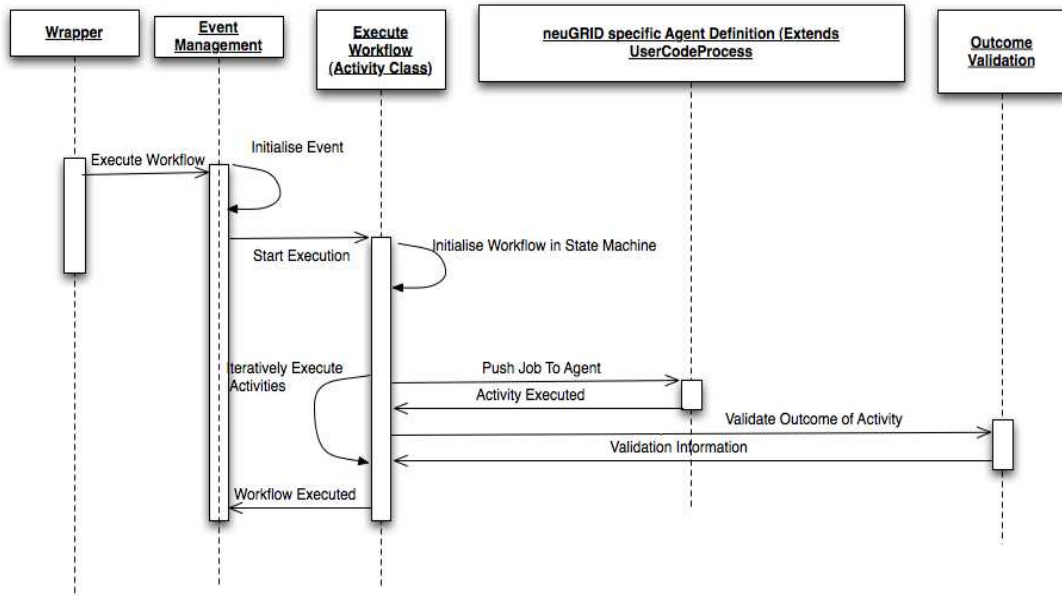 Wrapper
Event
Management
Execute
Workflow
(Activity Class)
neuGRID specific Agent Definition (Extends
UserCodeProcess
Outcome
Validation
Execute Workflow
Initialise Event
Start Execution
Initialise Workflow in State Machine
Iteratively Execute
Activities
Push Job To Agent
Activity Executed
Validate Outcome of Activity
Validation Information
Workflow Executed